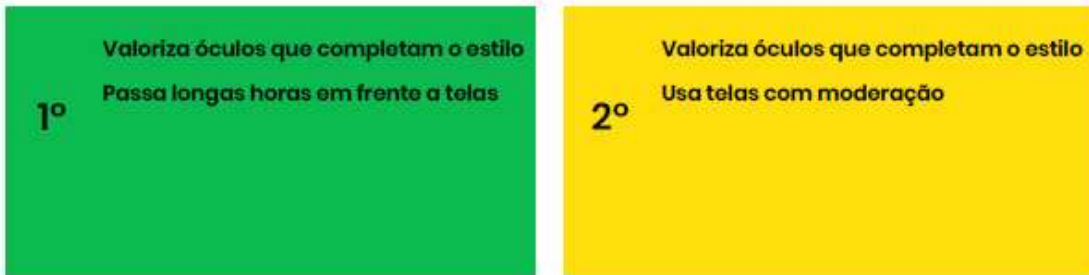 1º
Valoriza óculos que completam o estilo
Passa longas horas em frente a telas
2º
Valoriza óculos que completam o estilo
Usa telas com moderação